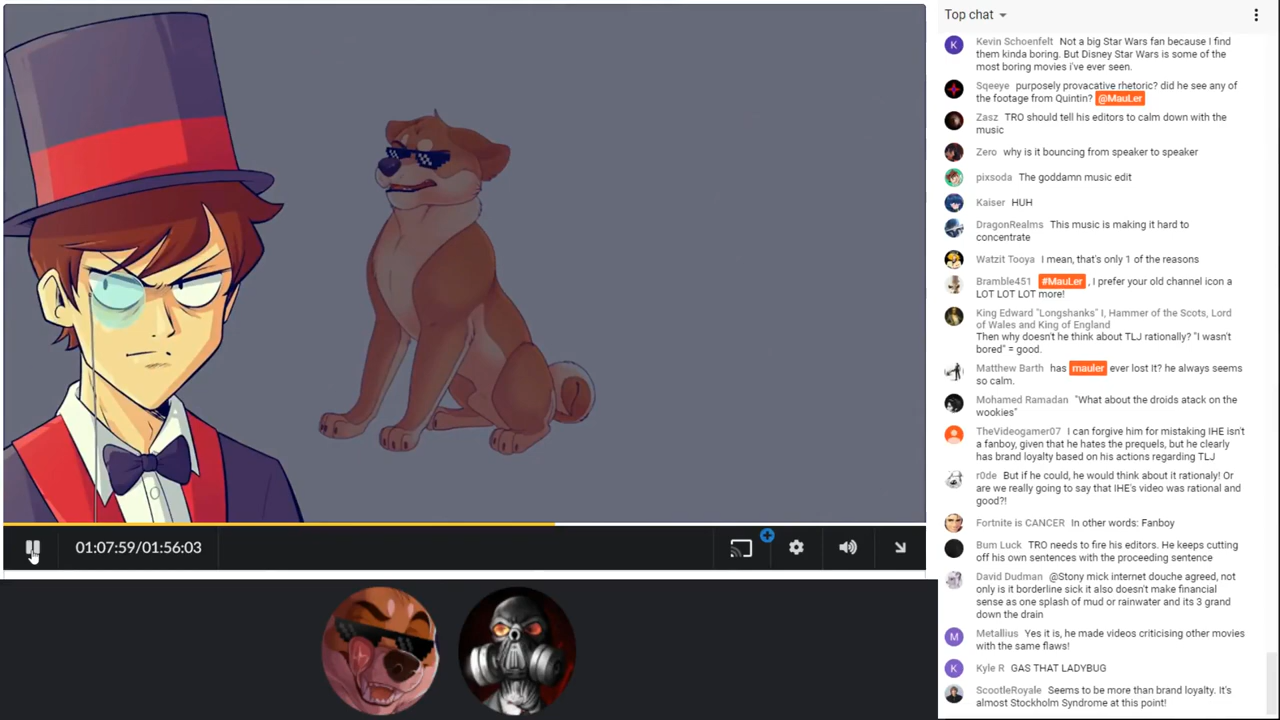 Top chat
Kevin Schoenfelt Not a big Star Wars fan because I find
them kinda boring. But Disney Star Wars is some of the
most boring movies i've ever seen.
Sqeeye purposely provacative rhetoric? did he see any of
the footage from Quintin? @MauLer
Zasz TRO should tell his editors to calm down with the
music
Zero why is it bouncing from speaker to speaker
pixsoda The goddamn music edit
Kaiser HUH
DragonRealms This music is making it hard to
concentrate
Watzit Tooya I mean, that's only 1 of the reasons
Bramble451 #MauLer , I prefer your old channel icon a
LOT LOT LOT more!
King Edward "Longshanks" I, Hammer of the Scots, Lord
of Wales and King of England
Then why doesn't he think about TLJ rationally? "I wasn't
bored" = good.
Matthew Barth has mauler ever lost It? he always seems
so calm.
Mohamed Ramadan "What about the droids atack on the
wookies"
TheVideogamer07 I can forgive him for mistaking IHE isn't
a fanboy, given that he hates the prequels, but he clearly
has brand loyalty based on his actions regarding TLJ
r0de But if he could, he would think about it rationaly! Or
are we really going to say that IHE's video was rational and
good?!
Fortnite is CANCER In other words: Fanboy
Bum Luck TRO needs to fire his editors. He keeps cutting
off his own sentences with the proceeding sentence
David Dudman @Stony mick internet douche agreed, not
only is it borderline sick it also doesn't make financial
sense as one splash of mud or rainwater and its 3 grand
down the drain
Metallius Yes it is, he made videos criticising other movies
with the same flaws!
Kyle R GAS THAT LADYBUG
ScootleRoyale Seems to be more than brand loyalty. It's
almost Stockholm Syndrome at this point!
01:07:59/01:56:03
K
M
K